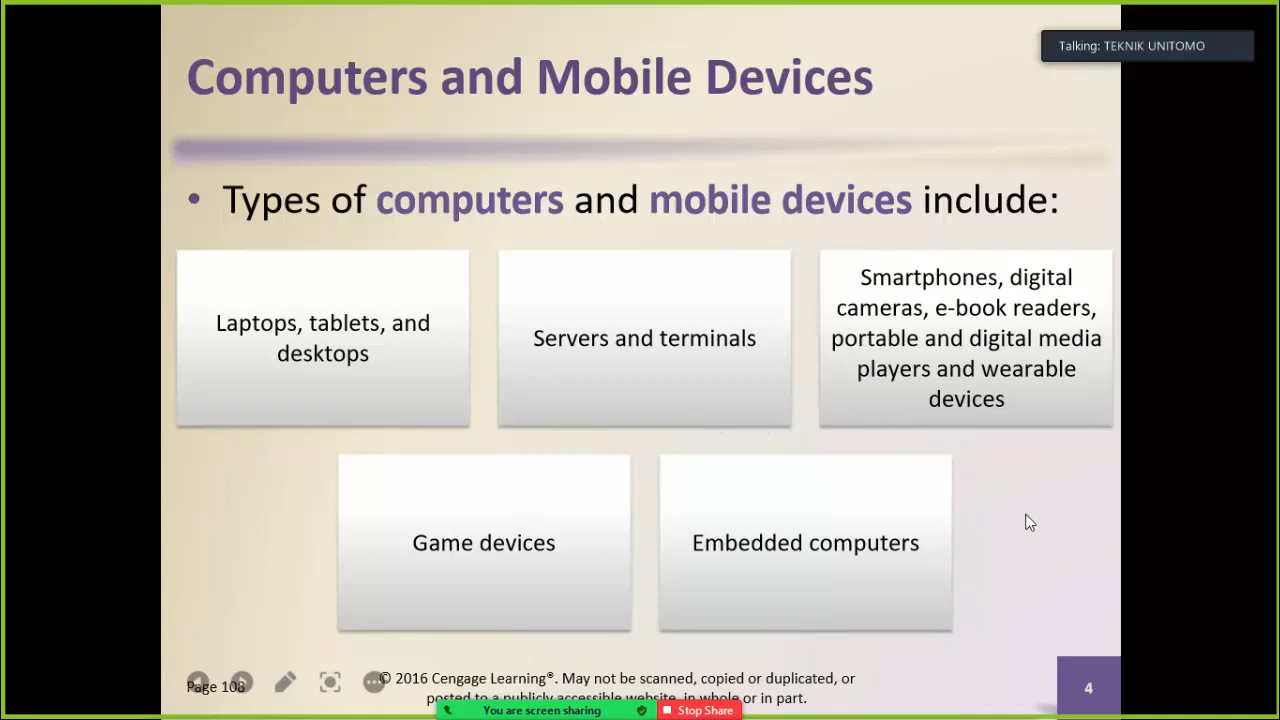 Talking: TEKNIK UNITOMO
Computers and Mobile Devices
• Types of computers and mobile devices include:
Laptops, tablets, and
desktops
Servers and terminals
Smartphones, digital
cameras, e-book readers,
portable and digital media
players and wearable
devices
Game devices
Embedded computers
Page 108
© 2016 Cengage Learning®. May not be scanned, copied or duplicated, or
posted to a publicly accessible website, in whole or in part.
4
You are screen sharing
Stop Share